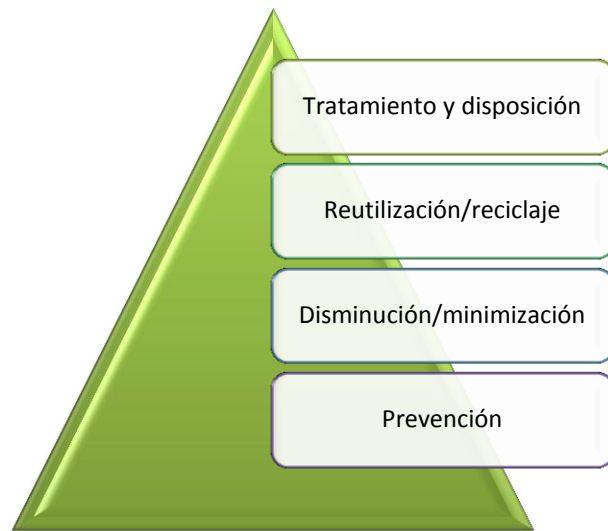 Tratamiento y disposición
Reutilización/reciclaje
Disminución/minimización
Prevención